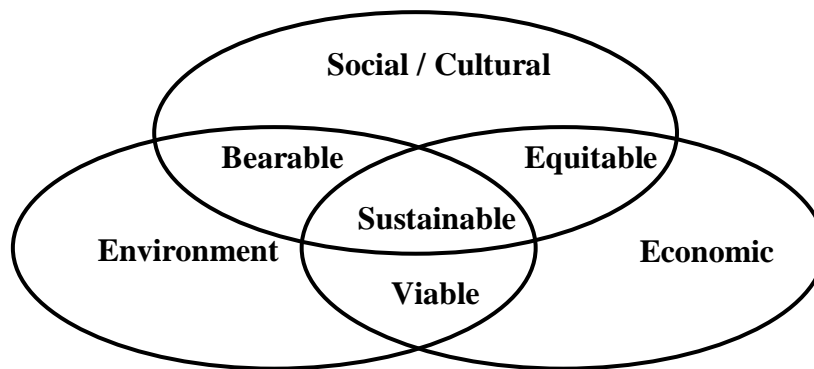 Social / Cultural
Bearable
Equitable
Sustainable
Environment
Economic
Viable